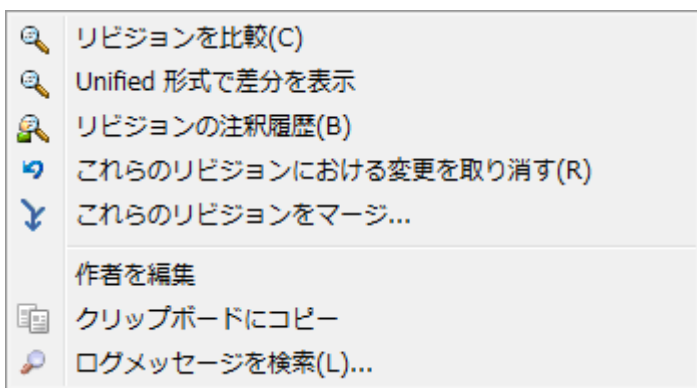 リビジョンを比較(C)
Unified 形式で差分を表示
リビジョンの注釈履歴(B)
これらのリビジョンにおける変更を取り消す(R)
これらのリビジョンをマージ...
作者を編集
クリップボードにコピー
ログメッセージを検索(L)...